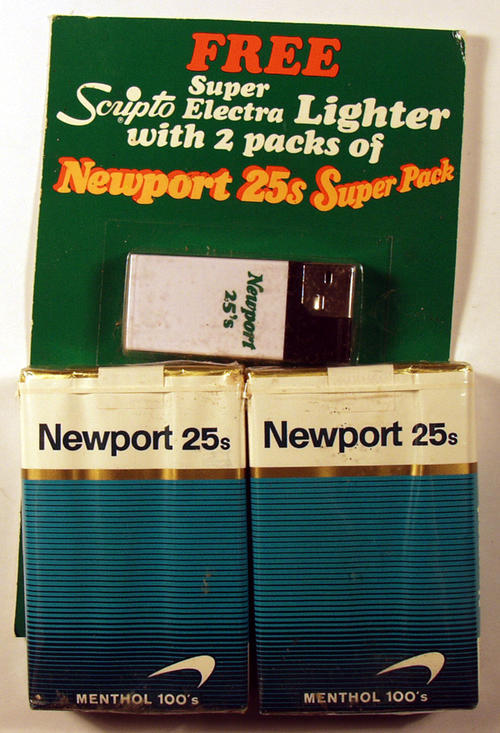 FREE
Super
Scripto® Electra Lighter
with 2 packs of
Newport 25s Super Pack
Newport
25's
Newport 25s
Newport 25s
MENTHOL 100's
MENTHOL 100's